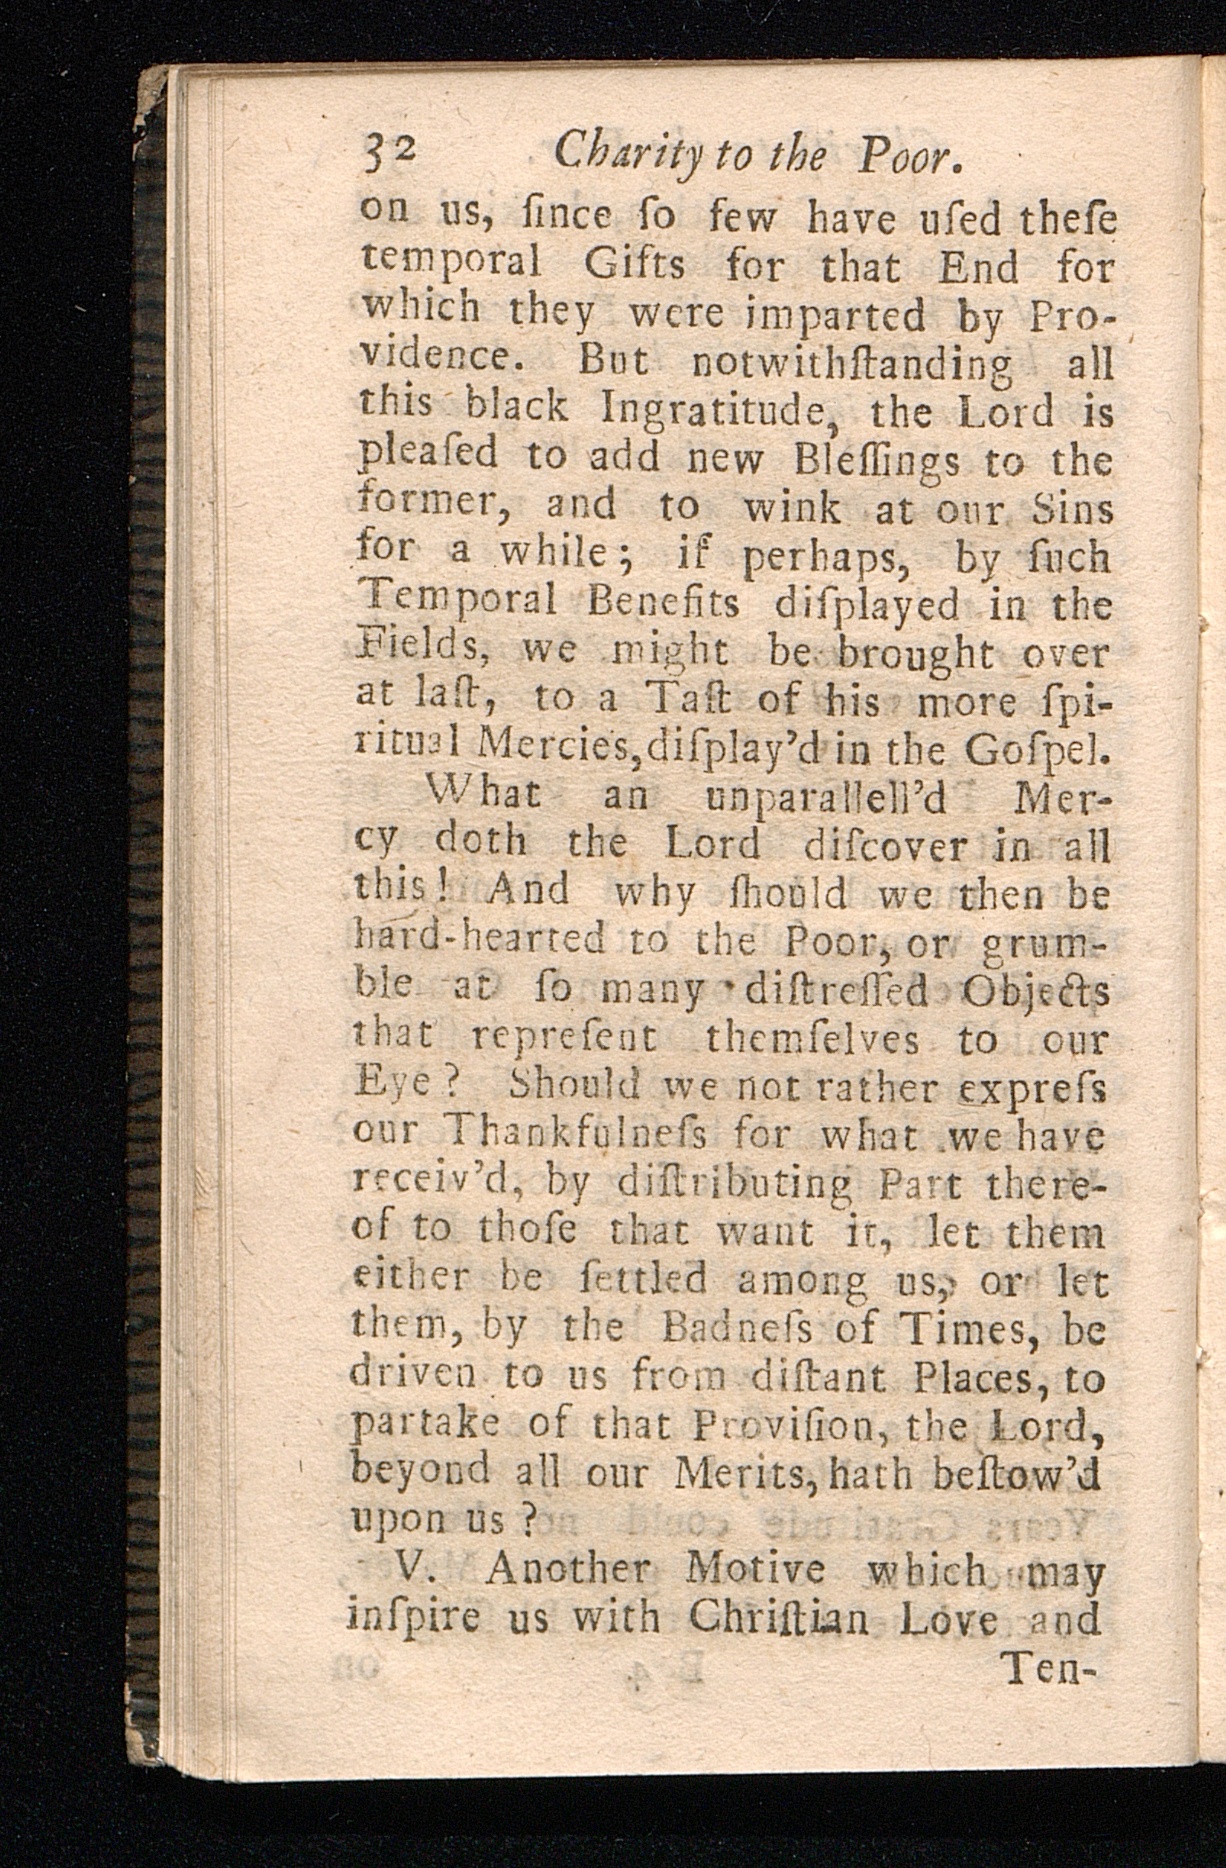 32 Charity to the Poor.
on us, ſince ſo few have uſed theſe
temporal Gifts for that End for
which they were imparted by Pro-
vidence. But notwithſtanding all
this black Ingratitude, the Lord is
pleaſed to add new Bleſſings to the
former, and to wink at our Sins
for a while; if perhaps, by ſuch
Temporal Benefits diſplayed in the
Fields, we might be brought over
at laſt, to a Taſt of his more ſpi-
ritual Mercies, diſplay'd in the Goſpel.
What an unparallell'd Mer-
cy doth the Lord diſcover in all
this! And why ſhould we then be
hard-hearted to the Poor, or grum-
ble at ſo many diſtreſſed Objects
that repreſent themſelves to our
Eye? Should we not rather expreſs
our Thankfulneſs for what we have
receiv'd, by diſtributing Part there-
of to thoſe that want it, let them
either be ſettled among us, or let
them, by the Badneſs of Times, be
driven to us from diſtant Places, to
partake of that Proviſion, the Lord,
beyond all our Merits, hath beſtow'd
upon us?
V. Another Motive which may
inſpire us with Chriſtian Love and
Ten-